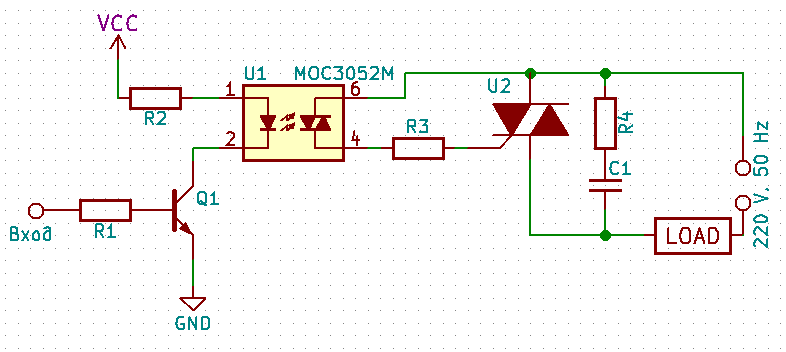 VCC
U1 MOC3052M
1
6
U2
R2
R3
R4
2
4
C1
220 V, 50 Hz
Q1
Вход
R1
LOAD
GND